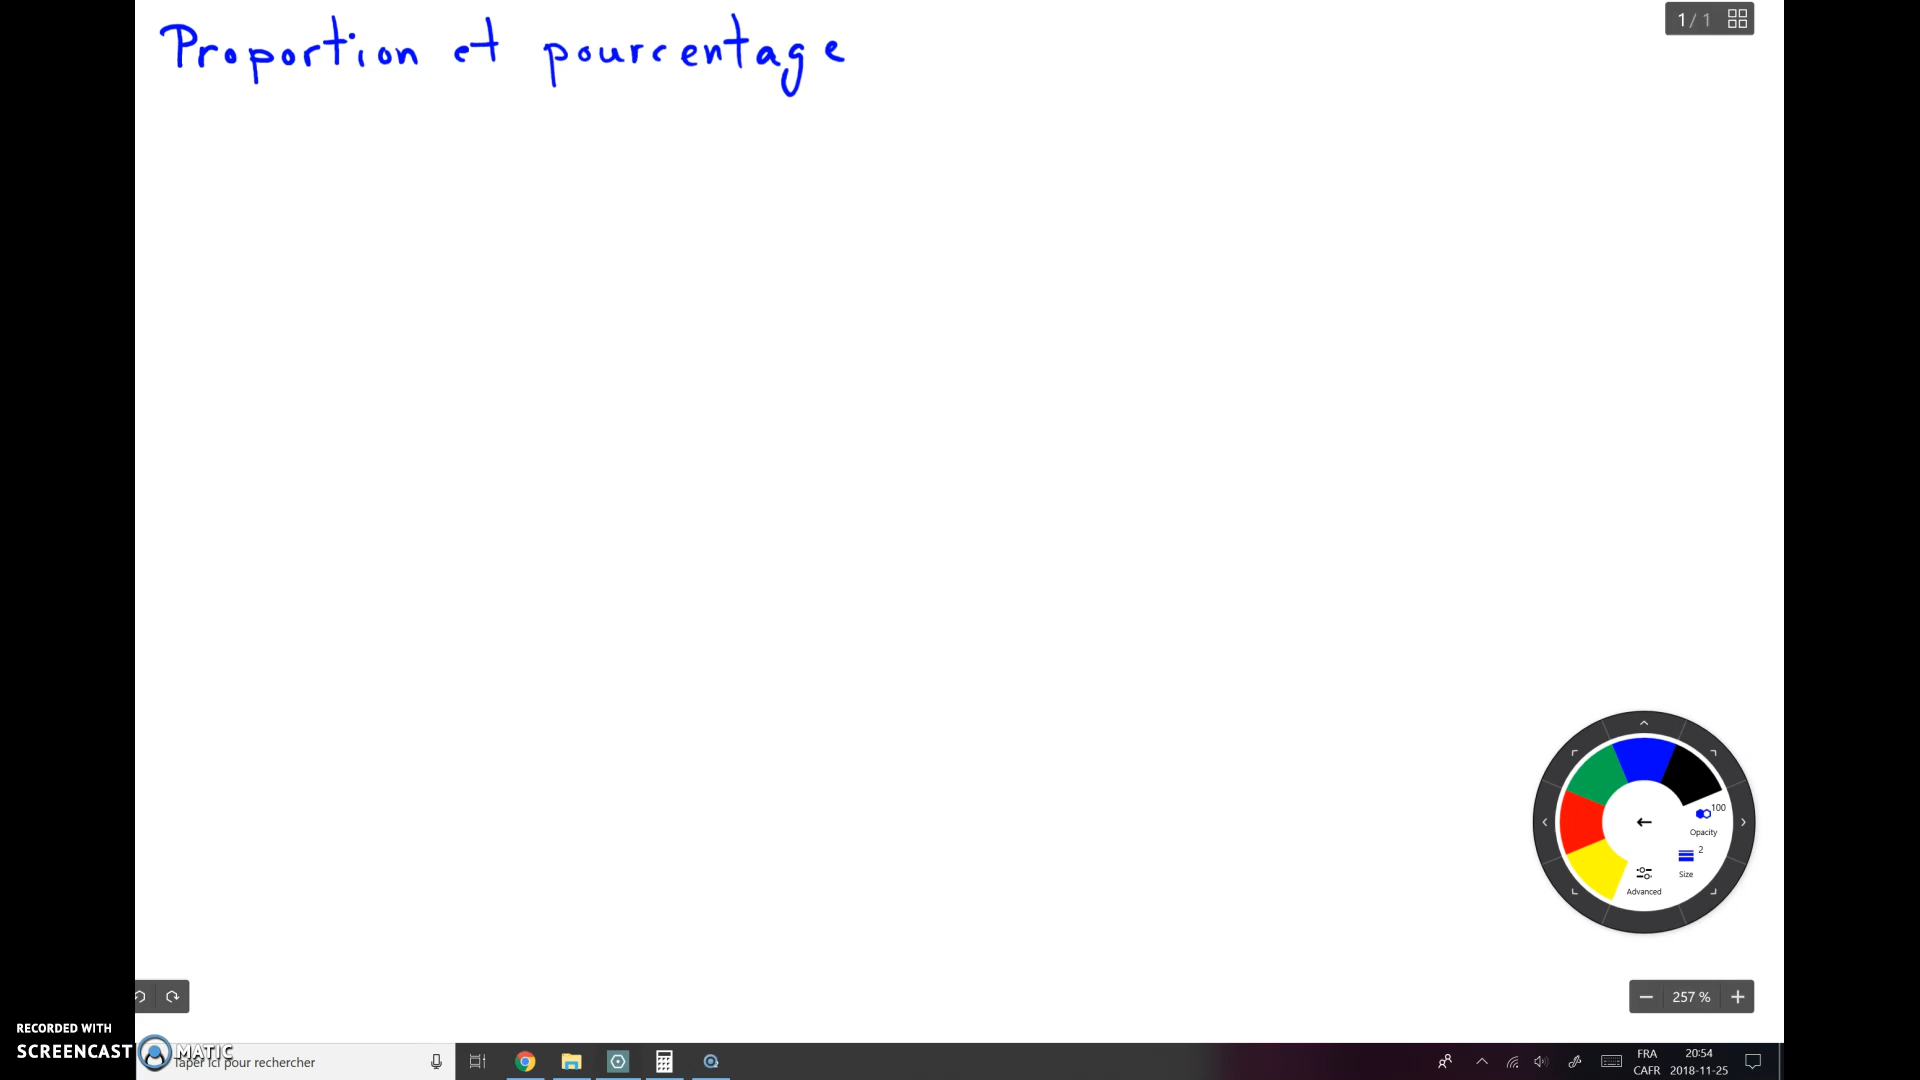 Proportion et pourcentage
1 / 1
100
Opacity
2
Size
Advanced
257 %
RECORDED WITH
SCREENCAST MATIC
Taper ici pour rechercher
FRA
CAFR
20:54
2018-11-25